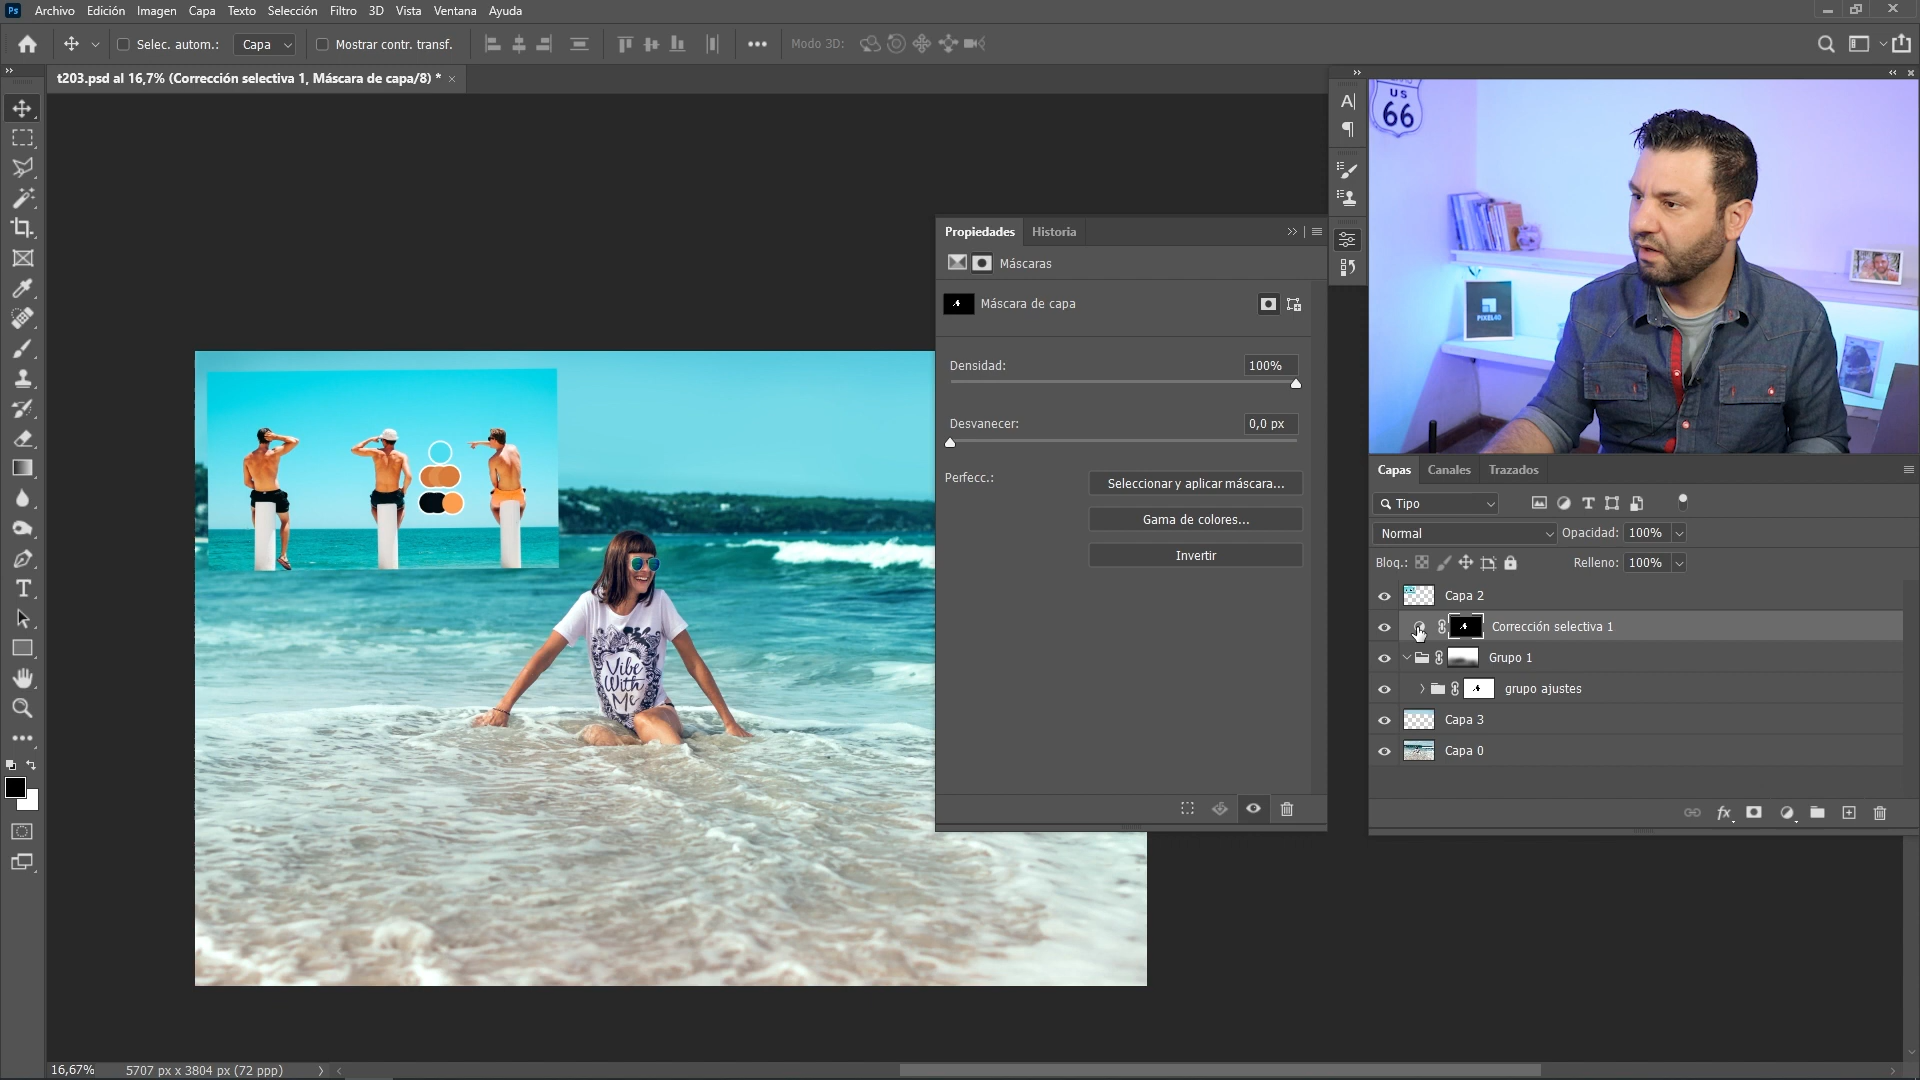 Ps Archivo Edición Imagen Capa Texto Selección Filtro 3D Vista Ventana Ayuda
Selec. autom.: Capa Mostrar contr. transf. Modo 3D:
t203.psd al 16,7% (Corrección selectiva 1, Máscara de capa/8) * ×
US
66
PIXEL40
Propiedades Historia
Máscaras
Máscara de capa
Densidad: 100%
Desvanecer: 0,0 px
Perfecc.: Seleccionar y aplicar máscara...
Gama de colores...
Invertir
Vibe
With
Me
Capas Canales Trazados
Tipo
Normal Opacidad: 100%
Bloq.: Relleno: 100%
Capa 2
Corrección selectiva 1
Grupo 1
grupo ajustes
Capa 3
Capa 0
fx
16,67% 5707 px x 3804 px (72 ppp)